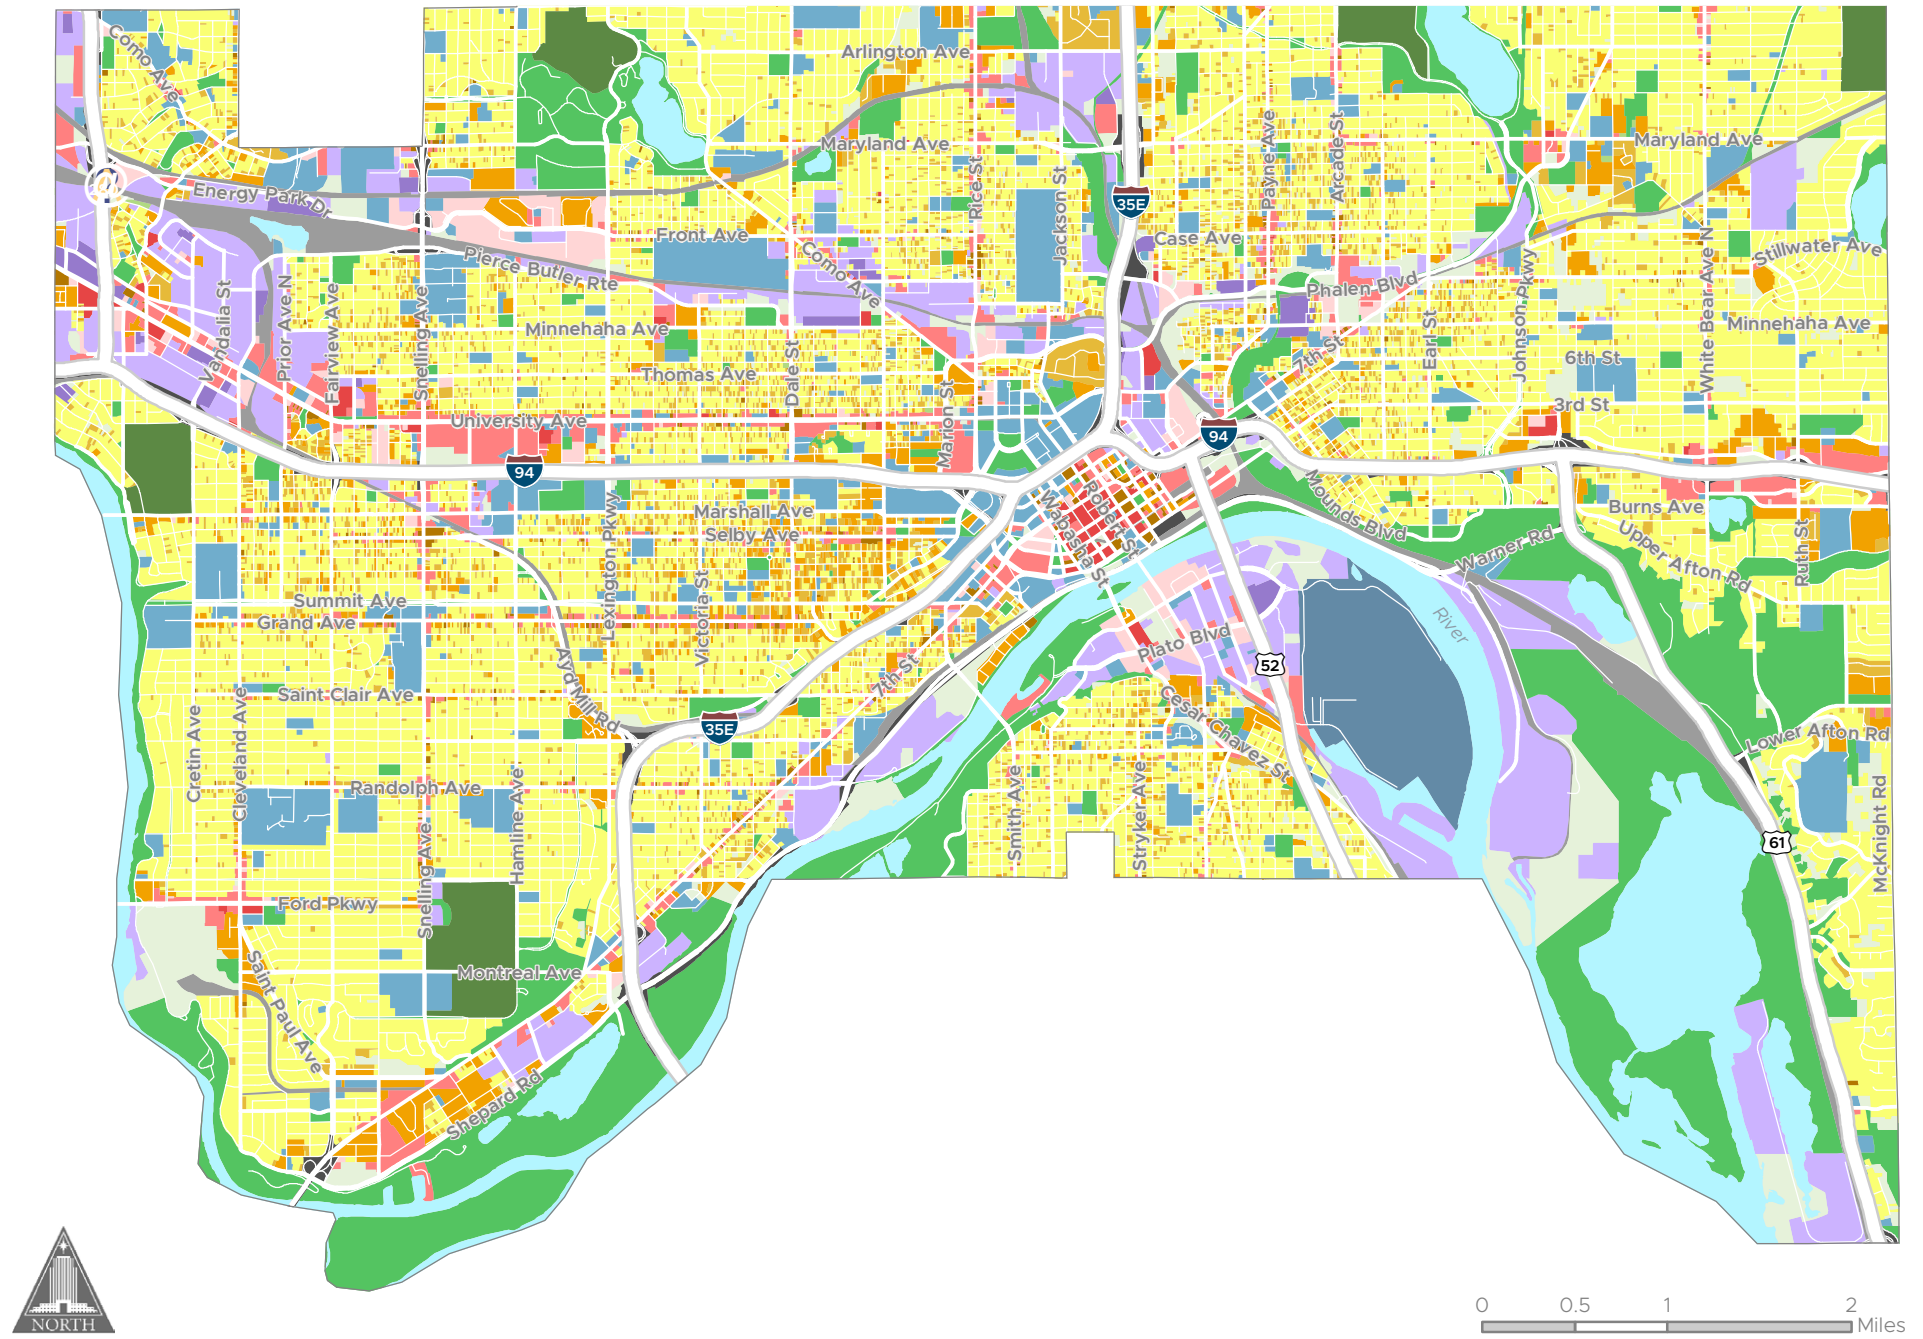 Como Ave
Arlington Ave
Maryland Ave
Maryland Ave
Payne Ave
Arcade St
Rice St
Jackson St
35E
Energy Park Dr
Front Ave
Case Ave
Stillwater Ave
Pierce Butler Rte
Como Ave
Phalen Blvd
Johnson Pkwy
White Bear Ave N
Vandalia St
Prior Ave N
Fairview Ave
Snelling Ave
Minnehaha Ave
Minnehaha Ave
Earl St
7th St
6th St
Thomas Ave
Dale St
Marion St
3rd St
University Ave
94
94
Lexington Pkwy
Marshall Ave
Selby Ave
Wabasha St
Robert St
Mounds Blvd
Burns Ave
Upper Afton Rd
Warner Rd
Ruth St
Summit Ave
Grand Ave
Victoria St
River
Plato Blvd
52
Ayd Mill Rd
7th St
Saint Clair Ave
Cesar Chavez St
Cretin Ave
Cleveland Ave
35E
Lower Afton Rd
Randolph Ave
Hamline Ave
Snelling Ave
Smith Ave
Stryker Ave
McKnight Rd
61
Ford Pkwy
Montreal Ave
Saint Paul Ave
Shepard Rd
NORTH
0 0.5 1 2
Miles